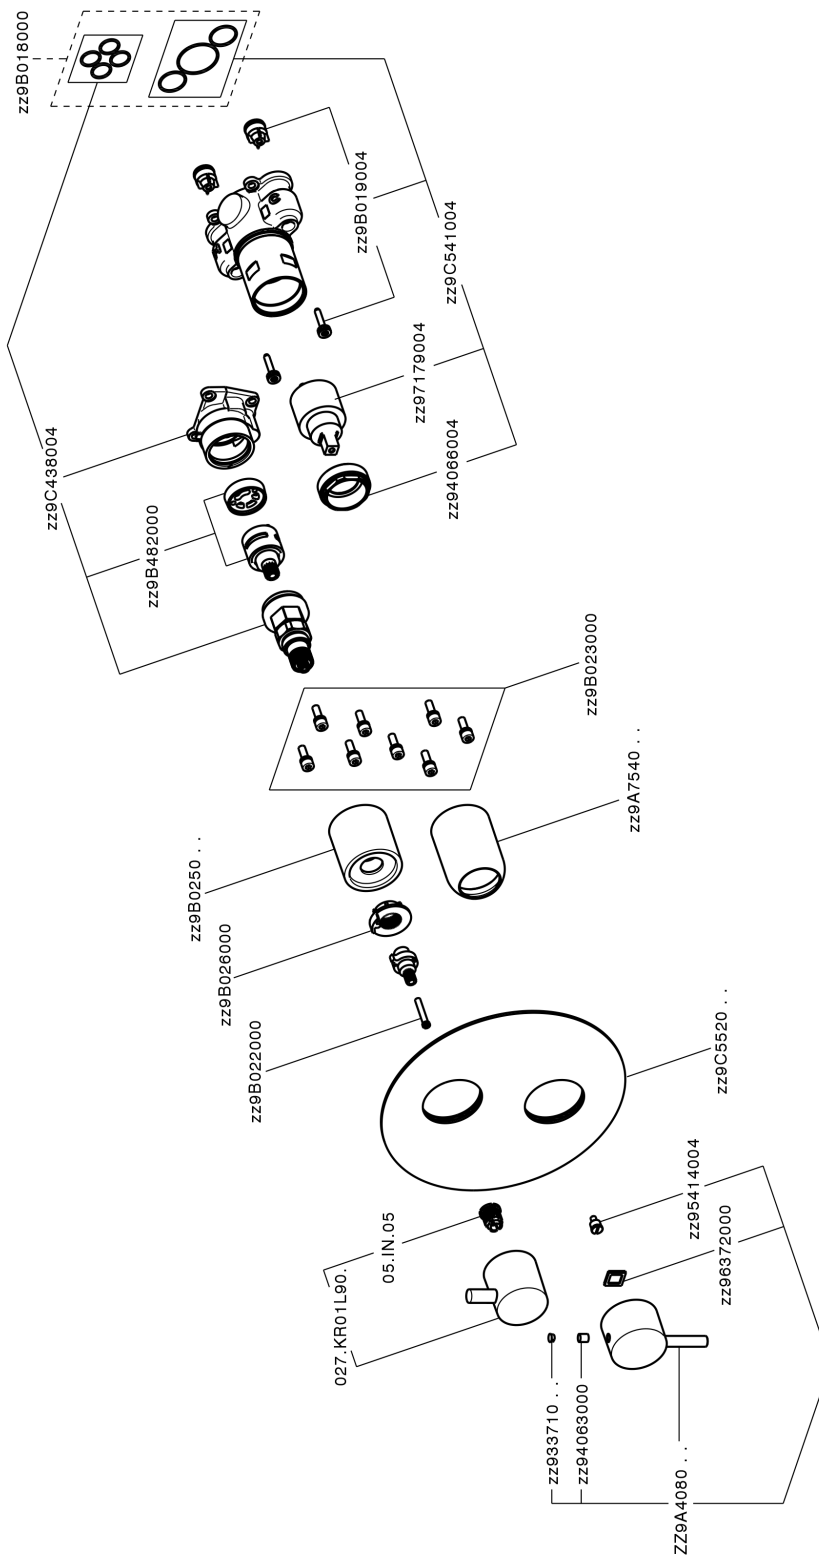 zz9B018000
zz9B019004
zz9C541004
zz97179004
zz94066004
zz9C438004
zz9B482000
zz9B023000
zz9A7540 . .
zz9B0250 . .
zz9B026000
zz9B022000
zz9C5520 . .
zz95414004
zz96372000
05.IN.05
027.KR01L90.
zz933710 . .
zz94063000
ZZ9A4080 . .